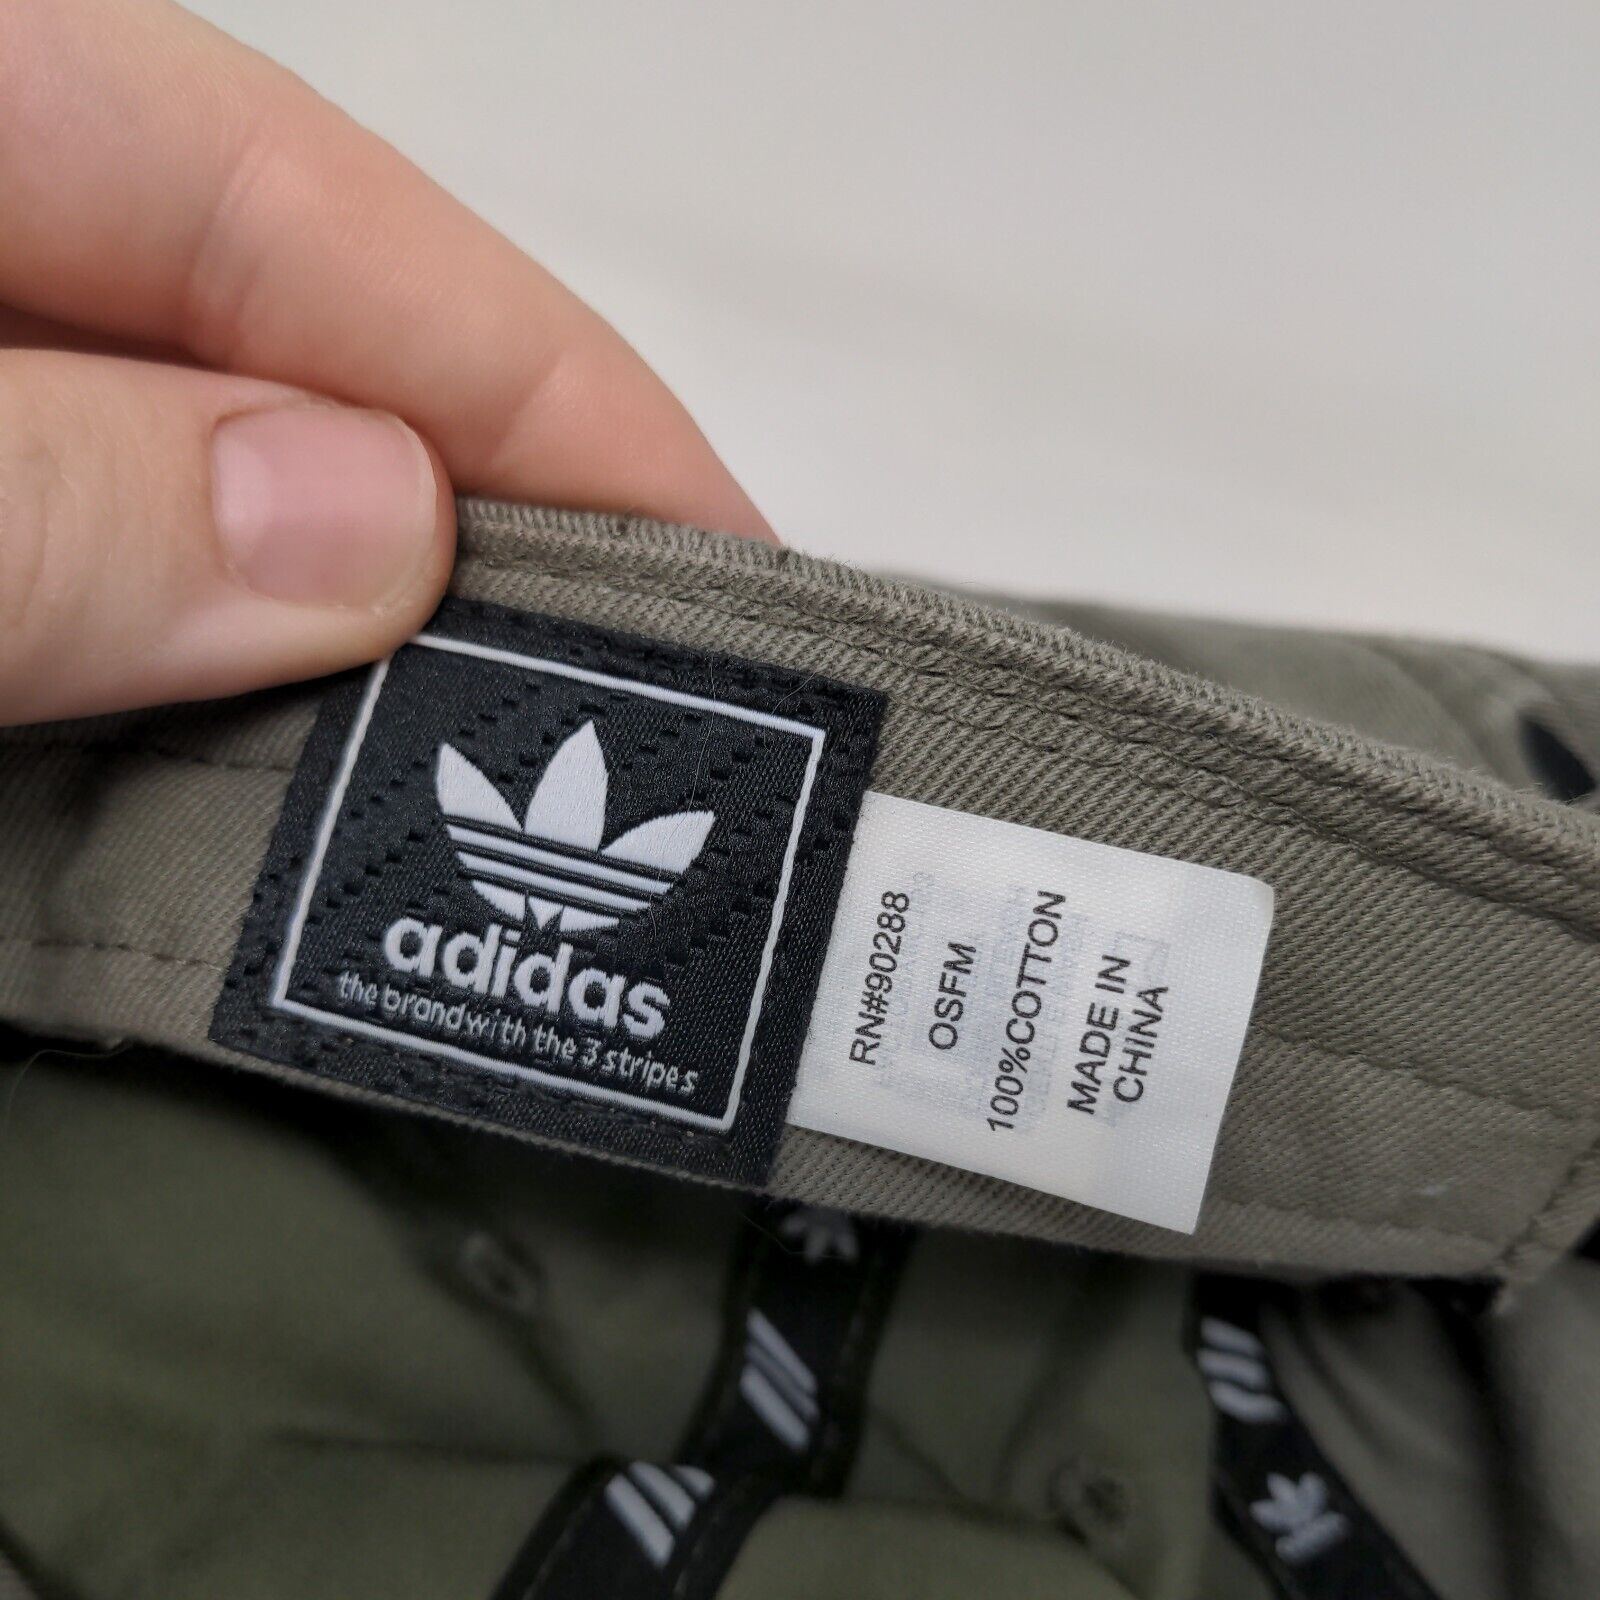 adidas
the brand with the 3 stripes
RN#90288
OSFM
100%COTTON
MADE IN
CHINA